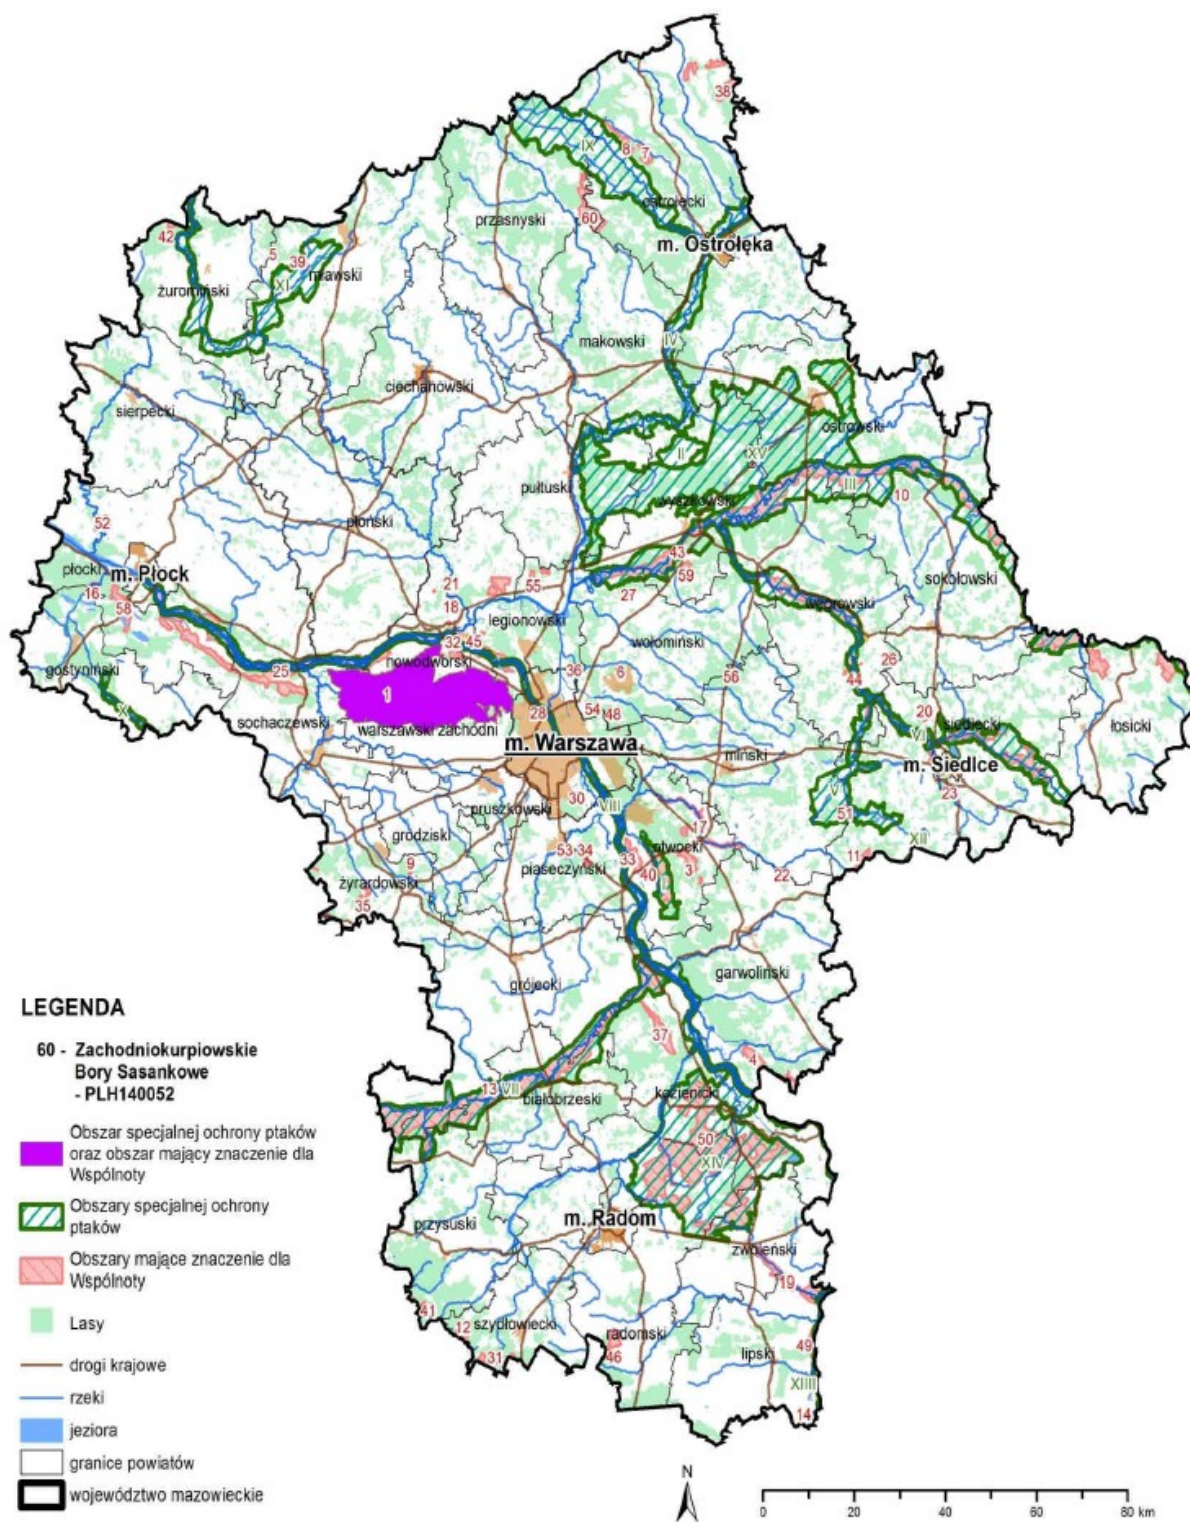 38
IX
8
7
ostrołęcki
60
przasnyski
m. Ostrołęka
42
5
39
mławski
XI
żuromiński
makowski
IV
ciechanowski
sierpecki
ostrowski
II
XV
pułtuski
III
wyszkowski
10
52
płoński
43
płocki
m. Płock
59
sokołowski
16
21
55
27
węgrowski
58
18
legionowski
32
45
wołomiński
nowodworski
26
gostyniński
25
36
6
56
44
1
X
28
54
48
20
siedlecki
łosicki
sochaczewski
warszawski zachodni
VI
m. Warszawa
miński
m. Siedlce
23
pruszkowski
30
VIII
V
51
17
grodziski
otwocki
XII
53
34
33
11
9
piaseczyński
40
I
3
22
żyrardowski
35
garwoliński
grójecki
37
4
13
VII
białobrzeski
kozienicki
50
XIV
przysuski
m. Radom
zwoleński
19
41
12
szydłowiecki
radomski
49
31
46
lipski
XIII
14
LEGENDA
60 - Zachodniokurpiowskie
Bory Sasankowe
- PLH140052
Obszar specjalnej ochrony ptaków
oraz obszar mający znaczenie dla
Wspólnoty
Obszary specjalnej ochrony
ptaków
Obszary mające znaczenie dla
Wspólnoty
Lasy
drogi krajowe
rzeki
jeziora
granice powiatów
województwo mazowieckie
N
0 20 40 60 80 km